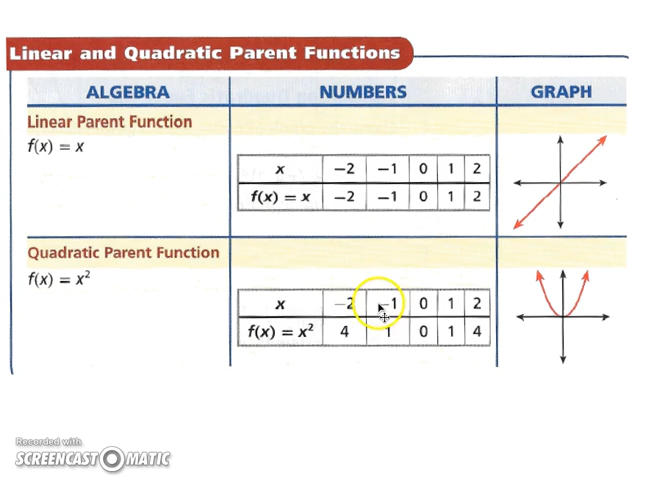 Linear and Quadratic Parent Functions
ALGEBRA NUMBERS GRAPH
Linear Parent Function
f(x) = x
x −2 −1 0 1 2
f(x) = x −2 −1 0 1 2
Quadratic Parent Function
f(x) = x²
x −2 −1 0 1 2
f(x) = x² 4 1 0 1 4
Recorded with
SCREENCAST-O-MATIC